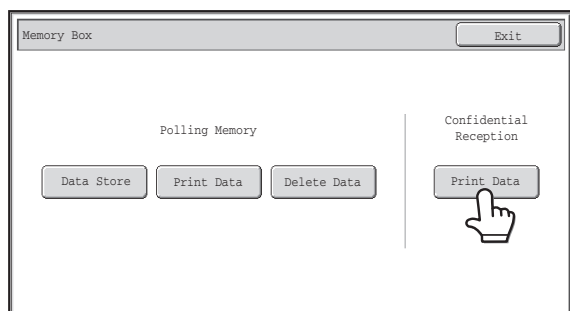 Memory Box
Exit
Polling Memory
Confidential
Reception
Data Store
Print Data
Delete Data
Print Data